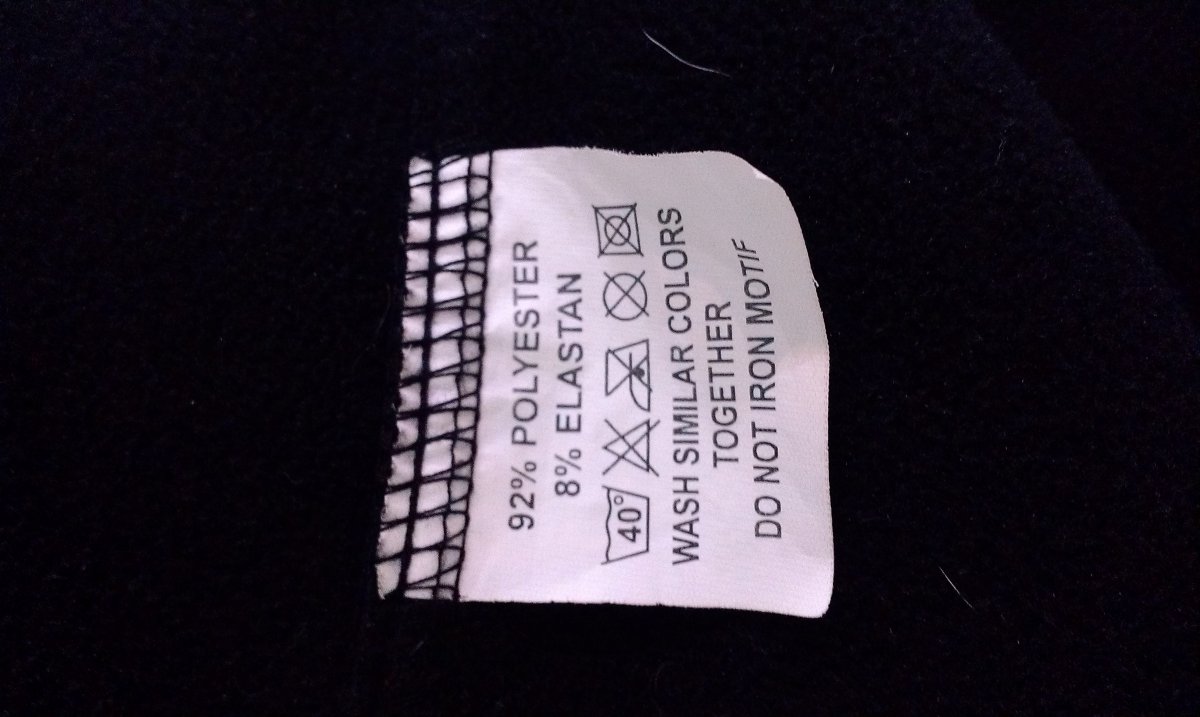 92% POLYESTER
8% ELASTAN
40°
WASH SIMILAR COLORS
TOGETHER
DO NOT IRON MOTIF